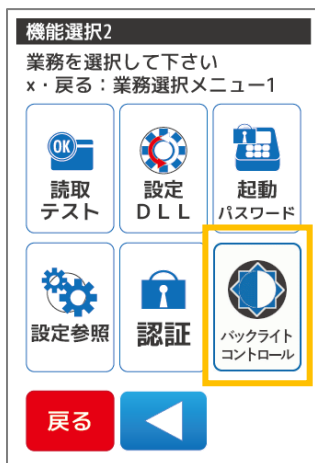 機能選択2
業務を選択して下さい
x・戻る：業務選択メニュー1
OK
読取
テスト
設定
ＤＬＬ
起動
パスワード
設定参照
認証
バックライト
コントロール
戻る